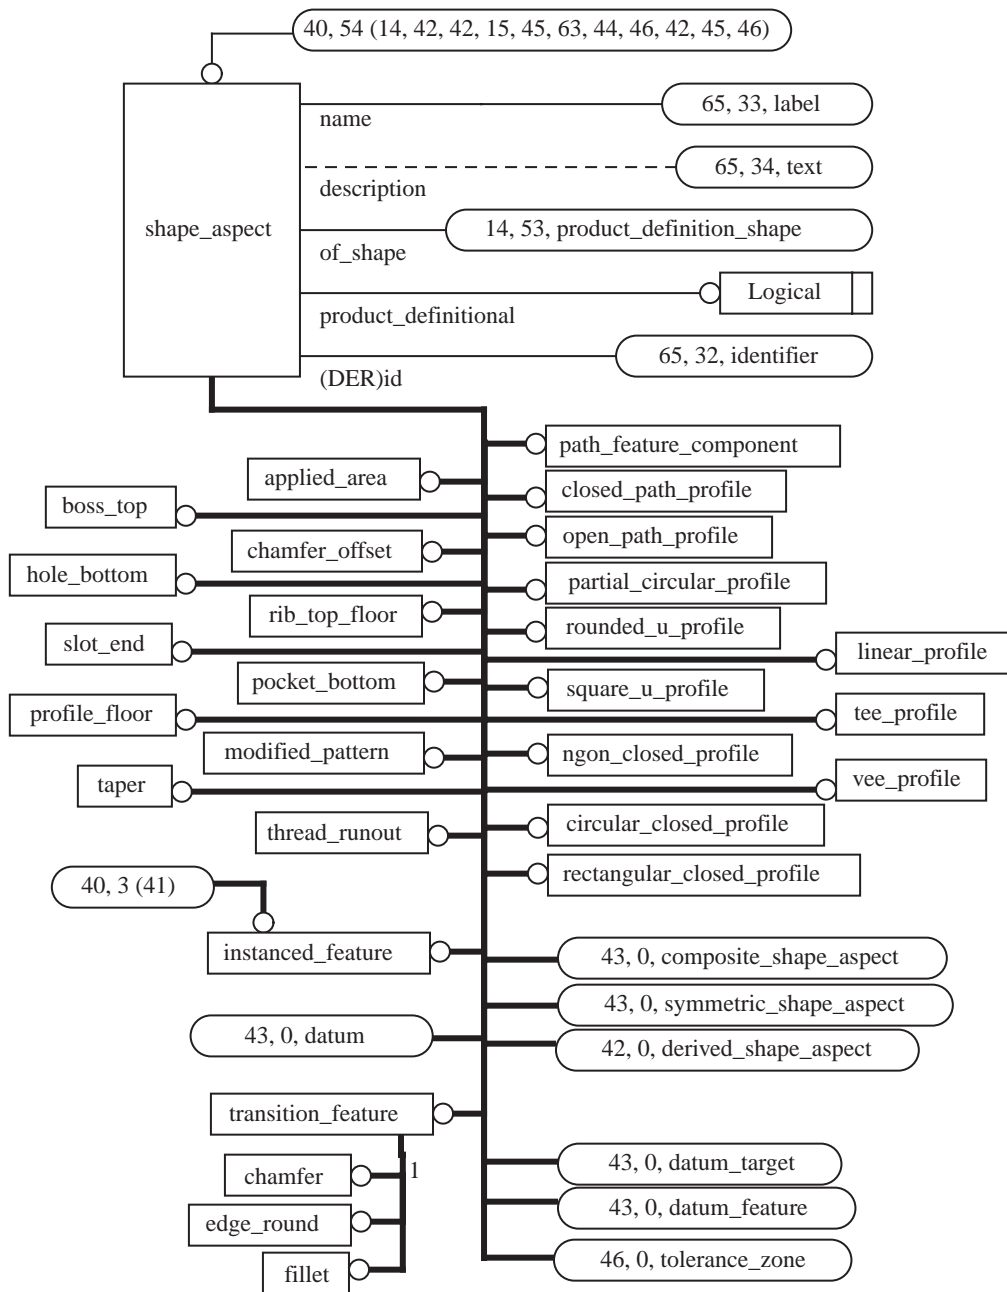 40, 54 (14, 42, 42, 15, 45, 63, 44, 46, 42, 45, 46)
shape_aspect
name
65, 33, label
description
65, 34, text
of_shape
14, 53, product_definition_shape
product_definitional
Logical
(DER)id
65, 32, identifier
path_feature_component
applied_area
closed_path_profile
boss_top
open_path_profile
chamfer_offset
hole_bottom
partial_circular_profile
rib_top_floor
rounded_u_profile
slot_end
linear_profile
pocket_bottom
square_u_profile
profile_floor
tee_profile
modified_pattern
ngon_closed_profile
taper
vee_profile
thread_runout
circular_closed_profile
rectangular_closed_profile
40, 3 (41)
instanced_feature
43, 0, composite_shape_aspect
43, 0, symmetric_shape_aspect
43, 0, datum
42, 0, derived_shape_aspect
transition_feature
1
chamfer
43, 0, datum_target
edge_round
43, 0, datum_feature
fillet
46, 0, tolerance_zone